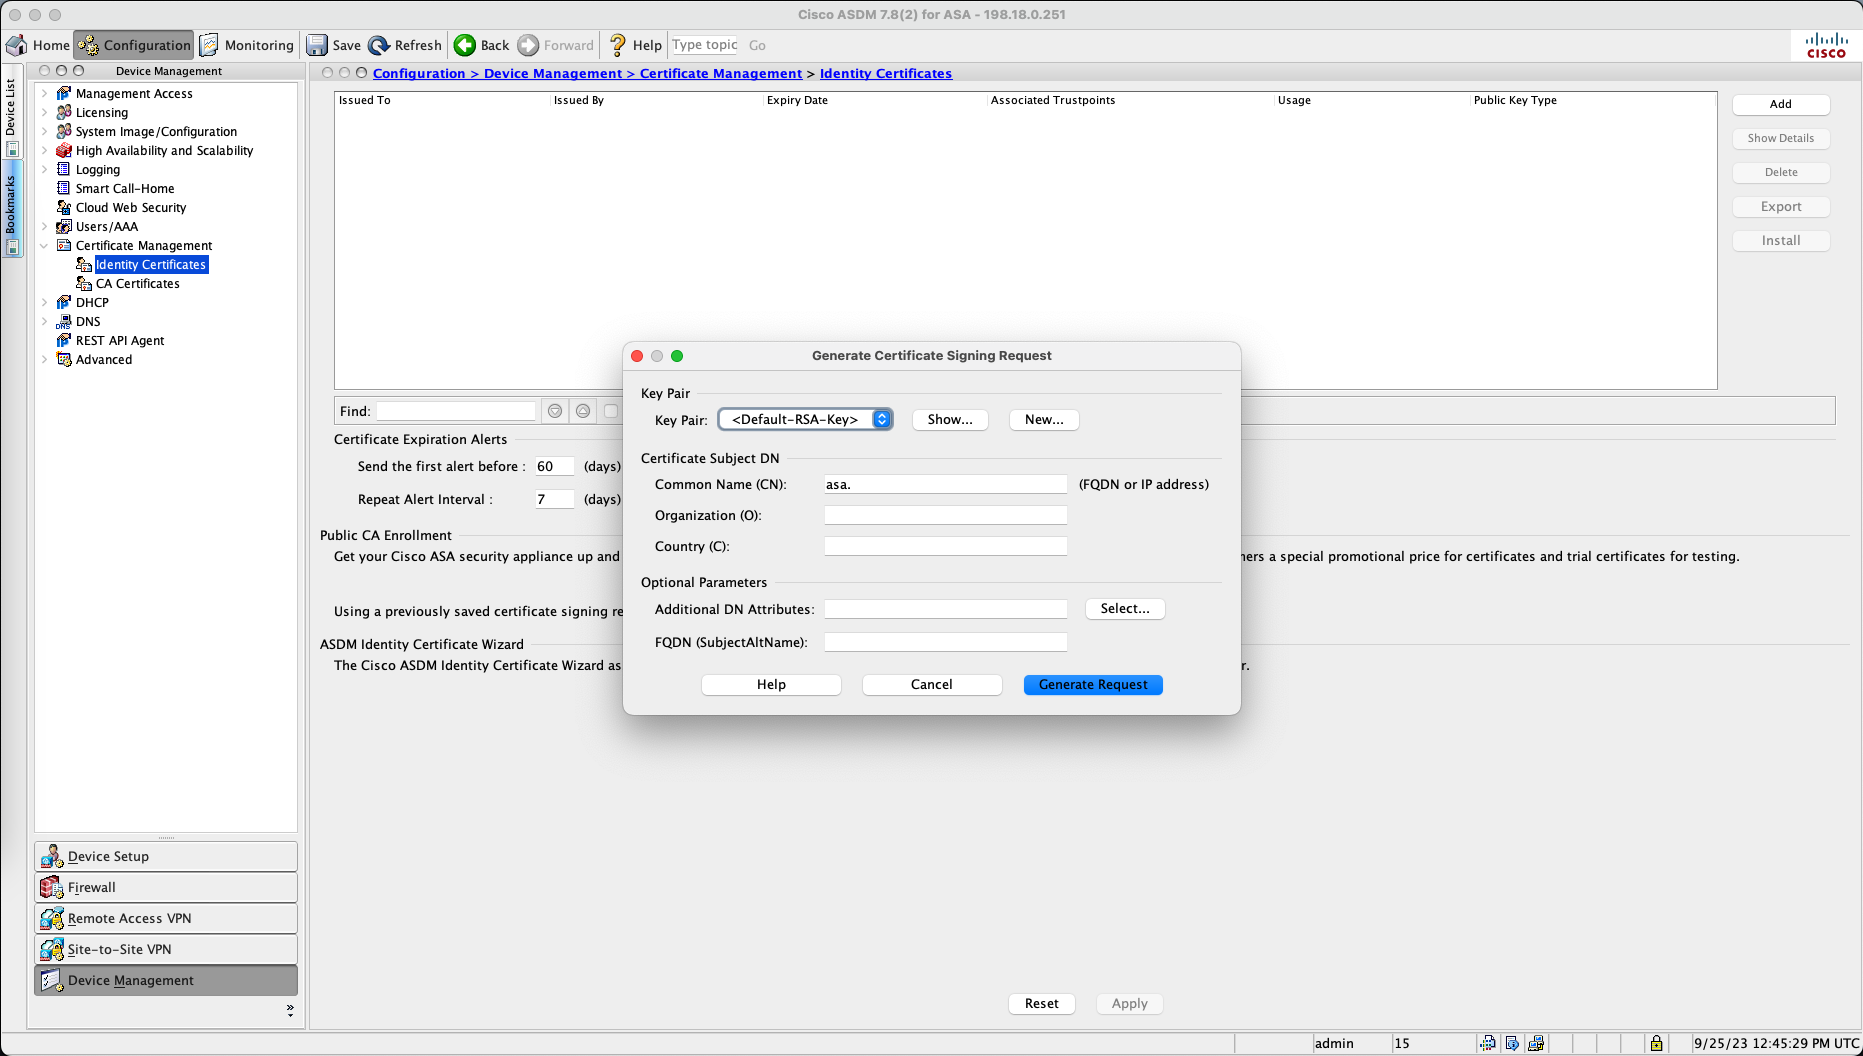 Cisco ASDM 7.8(2) for ASA - 198.18.0.251
Home Configuration Monitoring Save Refresh Back Forward Help Type topic Go
cisco
Device List
Bookmarks
Device Management
Management Access
Licensing
System Image/Configuration
High Availability and Scalability
Logging
Smart Call-Home
Cloud Web Security
Users/AAA
Certificate Management
Identity Certificates
CA Certificates
DHCP
DNS
REST API Agent
Advanced
Device Setup
Firewall
Remote Access VPN
Site-to-Site VPN
Device Management
Configuration > Device Management > Certificate Management > Identity Certificates
Issued To Issued By Expiry Date Associated Trustpoints Usage Public Key Type
Add
Show Details
Delete
Export
Install
Find:
Certificate Expiration Alerts
Send the first alert before : 60 (days)
Repeat Alert Interval : 7 (days)
Public CA Enrollment
Get your Cisco ASA security appliance up and
a special promotional price for certificates and trial certificates for testing.
Using a previously saved certificate signing
ASDM Identity Certificate Wizard
The Cisco ASDM Identity Certificate Wizard
Generate Certificate Signing Request
Key Pair
Key Pair: <Default-RSA-Key> Show... New...
Certificate Subject DN
Common Name (CN): asa. (FQDN or IP address)
Organization (O):
Country (C):
Optional Parameters
Additional DN Attributes: Select...
FQDN (SubjectAltName):
Help Cancel Generate Request
Reset Apply
admin 15 9/25/23 12:45:29 PM UTC